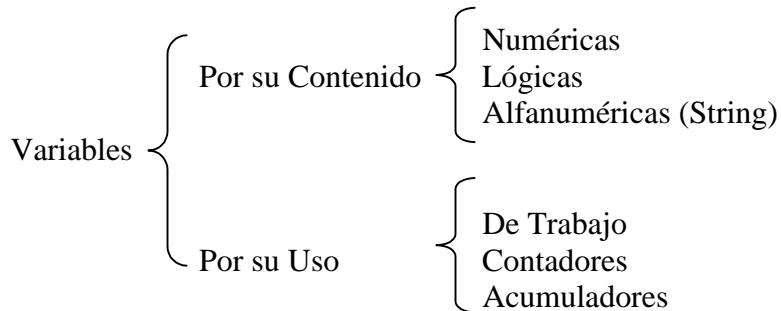 Variables
Por su Contenido
Numéricas
Lógicas
Alfanuméricas (String)
Por su Uso
De Trabajo
Contadores
Acumuladores